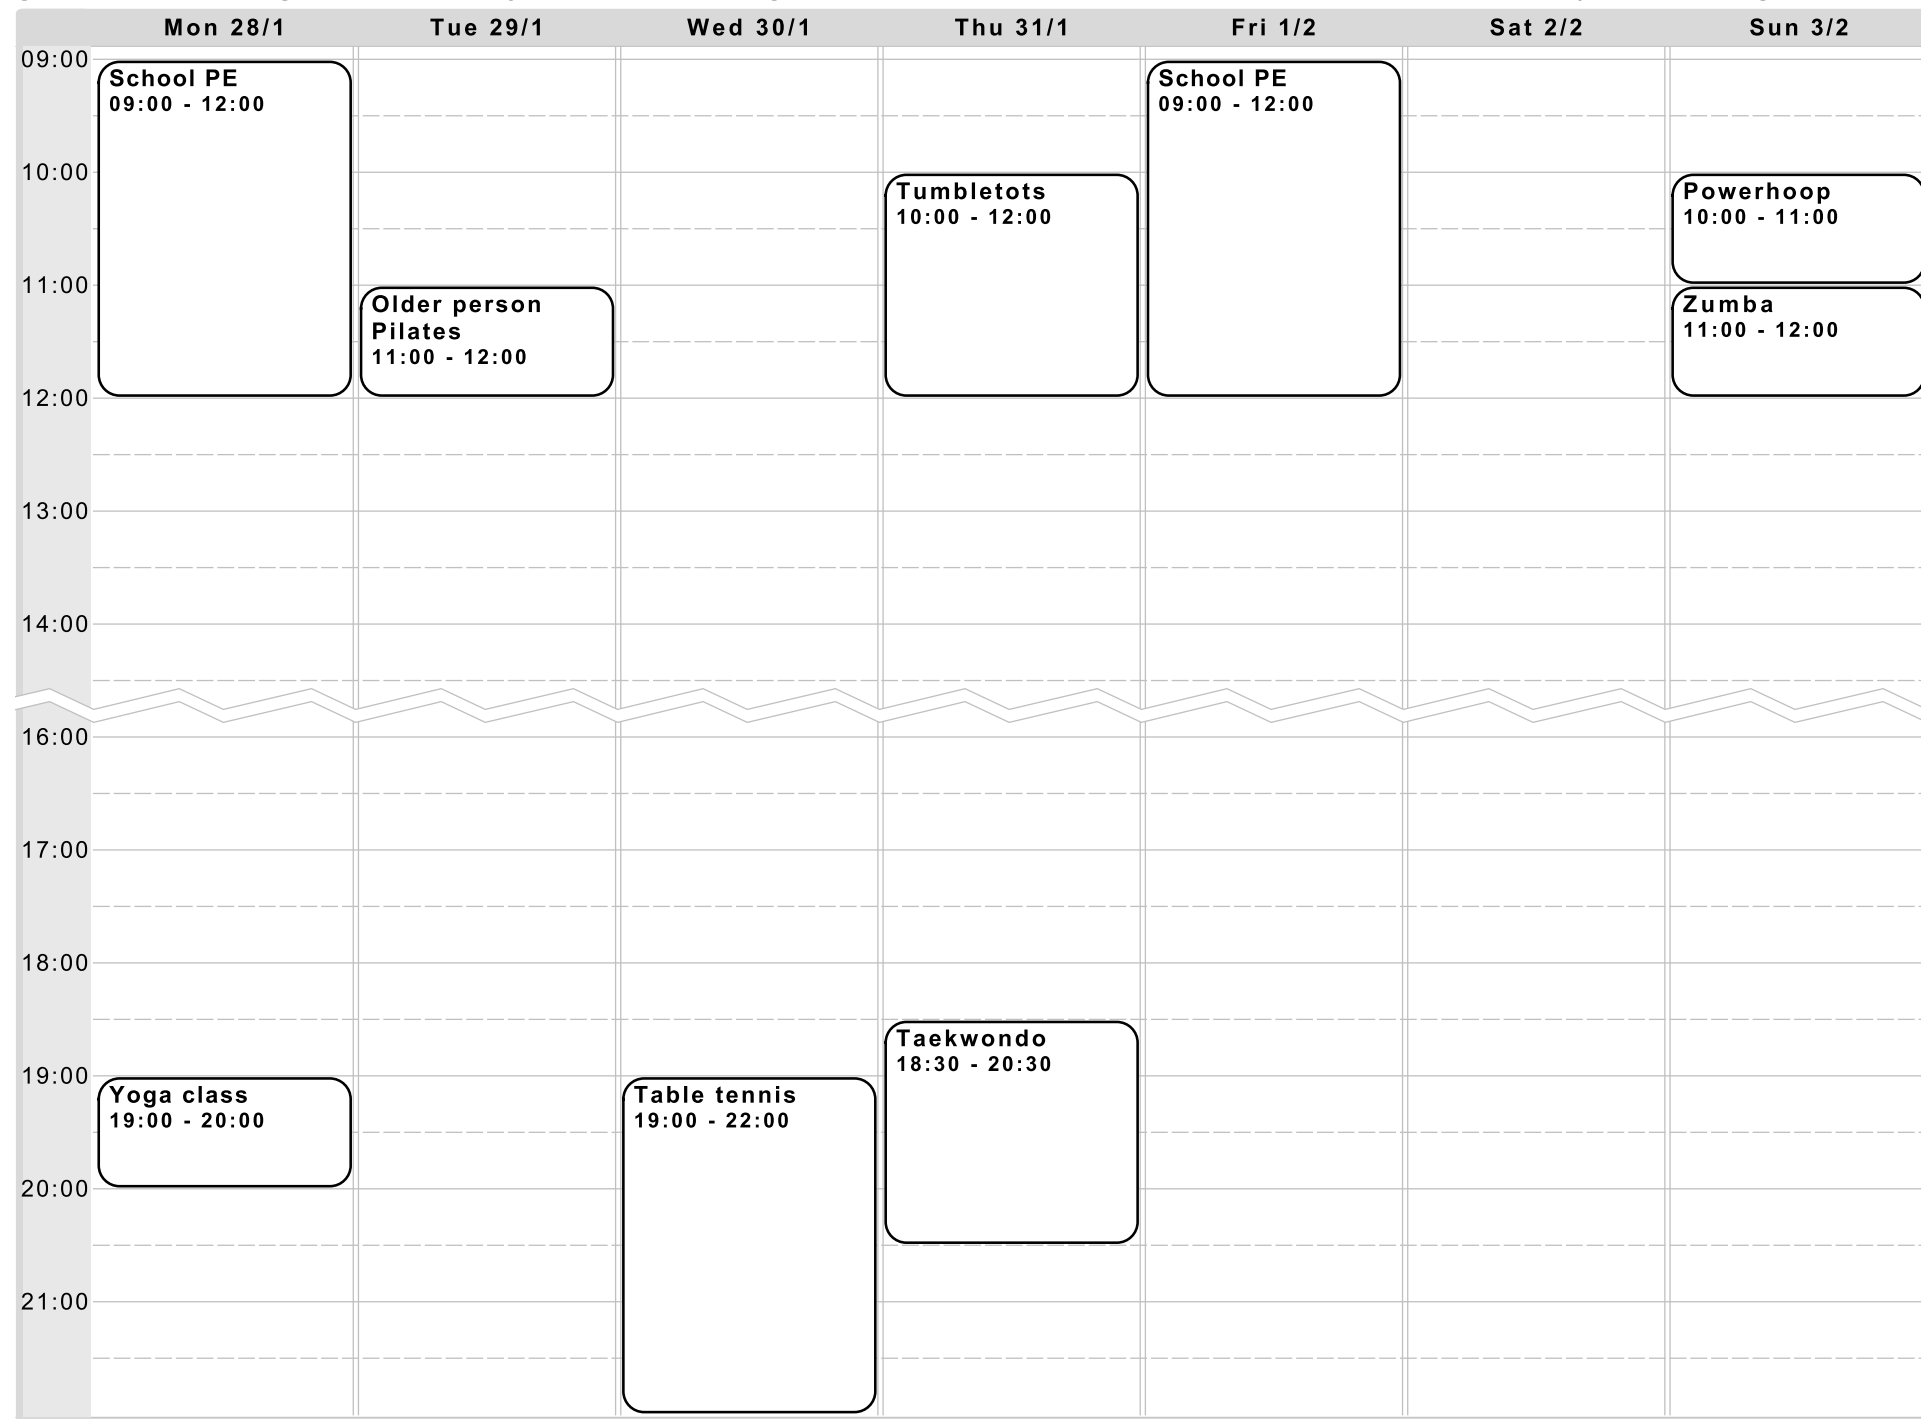 Mon 28/1 Tue 29/1 Wed 30/1 Thu 31/1 Fri 1/2 Sat 2/2 Sun 3/2
09:00
School PE
09:00 - 12:00
School PE
09:00 - 12:00
10:00
Tumbletots
10:00 - 12:00
Powerhoop
10:00 - 11:00
11:00
Older person
Pilates
11:00 - 12:00
Zumba
11:00 - 12:00
12:00
13:00
14:00
16:00
17:00
18:00
Taekwondo
18:30 - 20:30
19:00
Yoga class
19:00 - 20:00
Table tennis
19:00 - 22:00
20:00
21:00